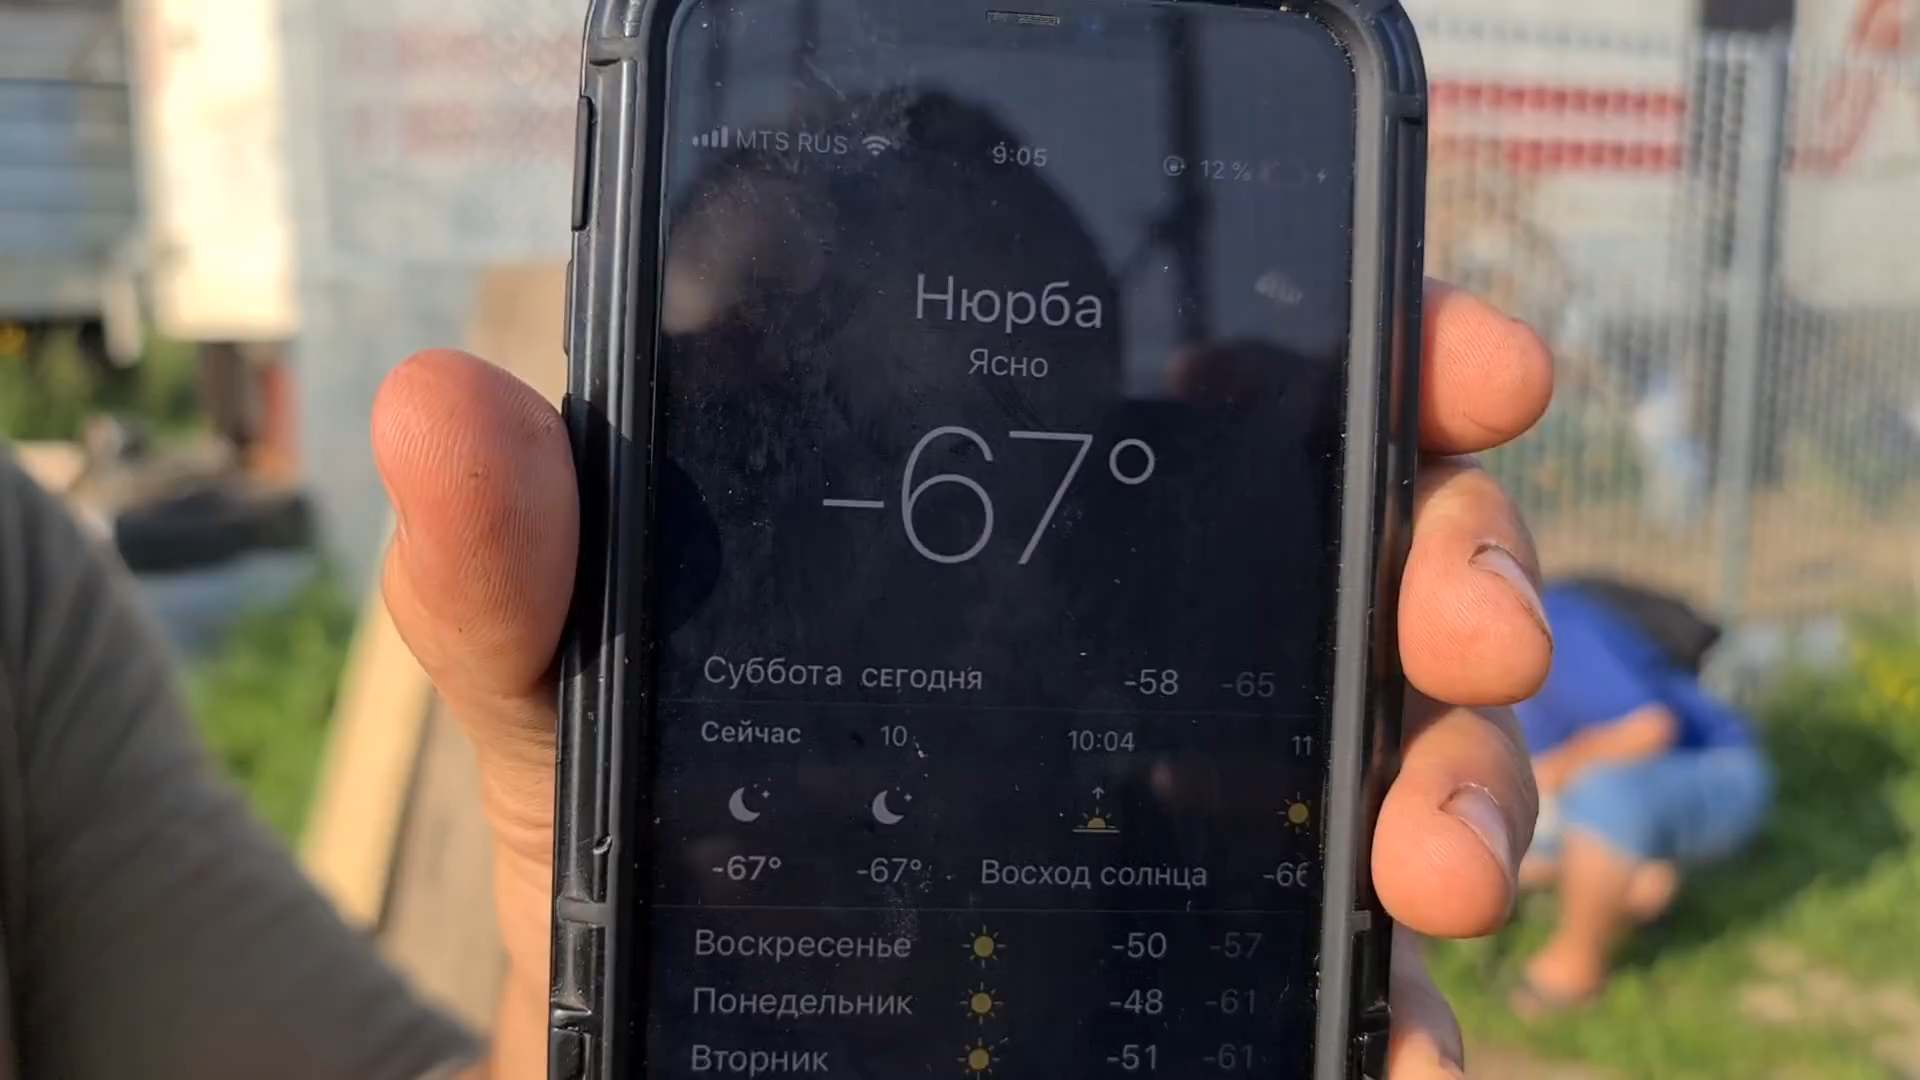 MTS RUS 9:05 12 %
Нюрба
Ясно
-67°
Суббота сегодня -58 -65
Сейчас 10 10:04 11
-67° -67° Восход солнца -66
Воскресенье -50 -57
Понедельник -48 -61
Вторник -51 -61